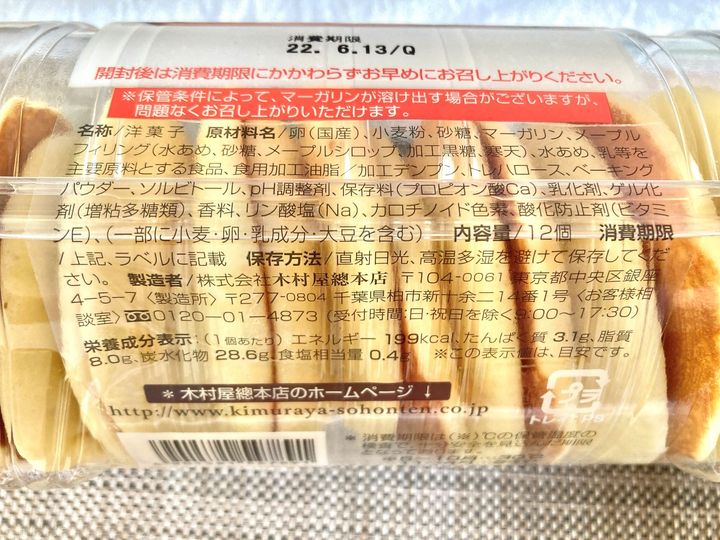 消費期限
22. 6.13/Q
開封後は消費期限にかかわらずお早めにお召し上がりください。
※保管条件によって、マーガリンが溶け出す場合がございますが、
問題なくお召し上がりいただけます。
名称/洋菓子 原材料名/卵(国産)、小麦粉、砂糖、マーガリン、メープル
フィリング(水あめ、砂糖、メープルシロップ、加工黒糖、寒天)、水あめ、乳等を
主要原料とする食品、食用加工油脂/加工デンプン、トレハロース、ベーキング
パウダー、ソルビトール、pH調整剤、保存料(プロピオン酸Ca)、乳化剤、ゲル化
剤(増粘多糖類)、香料、リン酸塩(Na)、カロチノイド色素、酸化防止剤(ビタミ
ンE)、(一部に小麦・卵・乳成分・大豆を含む) 内容量/12個 消費期限
/上記、ラベルに記載 保存方法/直射日光、高温多湿を避けて保存してくだ
さい。 製造者/株式会社木村屋總本店 〒104-0061 東京都中央区銀座
4-5-7 〈製造所〉〒277-0804 千葉県柏市新十余二14番1号 〈お客様相
談室〉0120-01-4873 (受付時間:日・祝日を除く9:00〜17:30)
栄養成分表示:(1個あたり) エネルギー 199kcal、たんぱく質 3.1g、脂質
8.0g、炭水化物 28.6g、食塩相当量 0.4g ※この表示値は、目安です。
＊木村屋總本店のホームページ↓
http://www.kimuraya-sohonten.co.jp
プラ